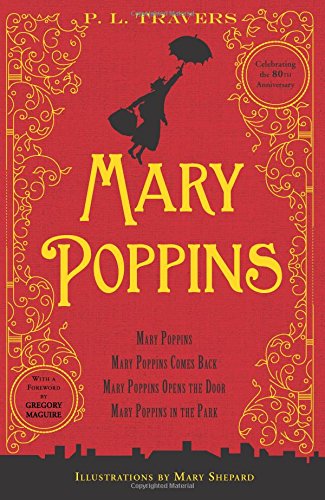 P. L. TRAVERS
Celebrating
the 80TH
Anniversary
MARY
POPPINS
Mary Poppins
Mary Poppins Comes Back
Mary Poppins Opens the Door
Mary Poppins in the Park
With a
Foreword
by
GREGORY
MAGUIRE
Illustrations by Mary Shepard